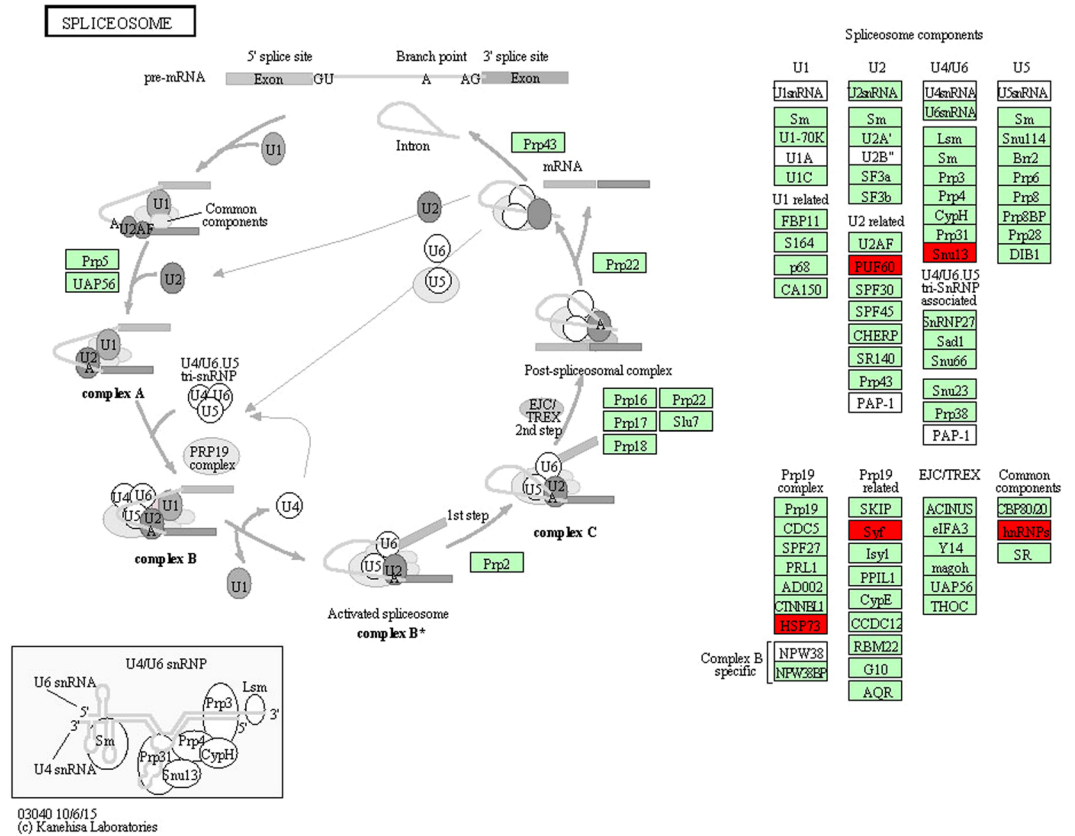 SPLICEOSOME
5' splice site
Branch point
3' splice site
pre-mRNA
Exon
GU
A
AG
Exon
U1
Intron
Prp43
mRNA
A
U1
U2AF
Common
components
U2
U6
U5
Prp5
UAP56
U2
Prp22
A
U1
U2
A
complex A
U4/U6.U5
tri-snRNP
U4
U6
U5
Post-spliceosomal complex
EJC/
TREX
2nd step
Prp16
Prp22
Prp17
Slu7
Prp18
PRP19
complex
U4
U6
U5
U1
U2
A
complex B
U4
U1
U6
U5
U2
A
complex C
1st step
U6
U5
U2
A
Prp2
Activated spliceosome
complex B*
U4/U6 snRNP
U6 snRNA
5'
3'
U4 snRNA
Sm
Prp3
Lsm
3'
5'
Prp4
CypH
Prp31
Snu13
03040 10/6/15
(c) Kanehisa Laboratories
Spliceosome components
U1
U1snRNA
Sm
U1-70K
U1A
U1C
U1 related
FBP11
S164
p68
CA150
U2
U2snRNA
Sm
U2A'
U2B"
SF3a
SF3b
U2 related
U2AF
PUF60
SPF30
SPF45
CHERP
SR140
Prp43
PAP-1
U4/U6
U4snRNA
U6snRNA
Lsm
Sm
Prp3
Prp4
CypH
Prp31
Snu13
U4/U6.U5
tri-SnRNP
associated
SnRNP27
Sad1
Snu66
Snu23
Prp38
PAP-1
U5
U5snRNA
Sm
Snu114
Brr2
Prp6
Prp8
Prp8BP
Prp28
DIB1
Prp19
complex
Prp19
CDC5
SPF27
PRL1
AD002
CTNNBL1
HSP73
Complex B
specific
NPW38
NPW38BP
Prp19
related
SKIP
Syf
Isy1
PPIL1
CypE
CCDC12
RBM22
G10
AQR
EJC/TREX
ACINUS
eIFA3
Y14
magoh
UAP56
THOC
Common
components
CBP80/20
hnRNPs
SR